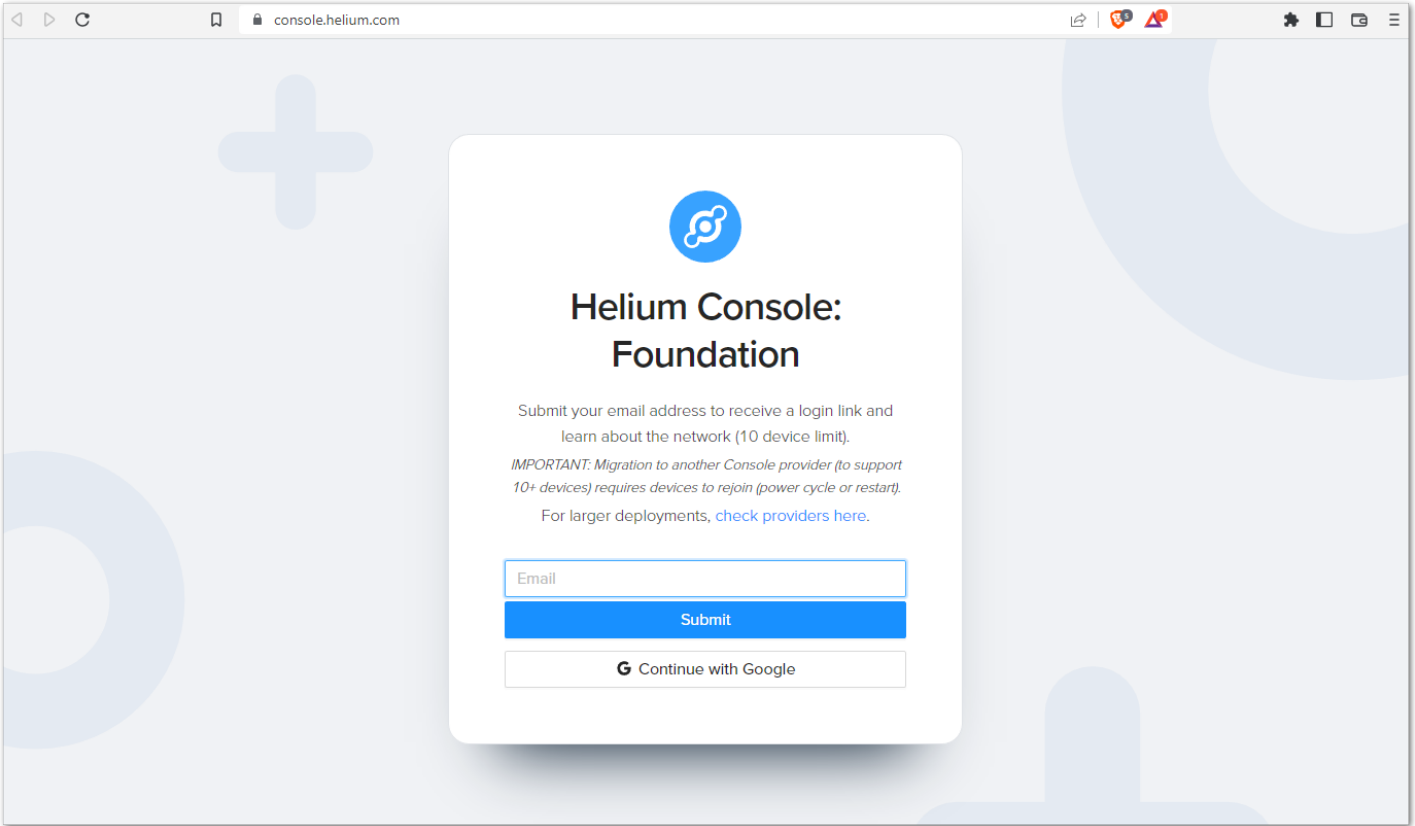 console.helium.com
Helium Console:
Foundation
Submit your email address to receive a login link and
learn about the network (10 device limit).
IMPORTANT: Migration to another Console provider (to support
10+ devices) requires devices to rejoin (power cycle or restart).
For larger deployments, check providers here.
Email
Submit
G Continue with Google